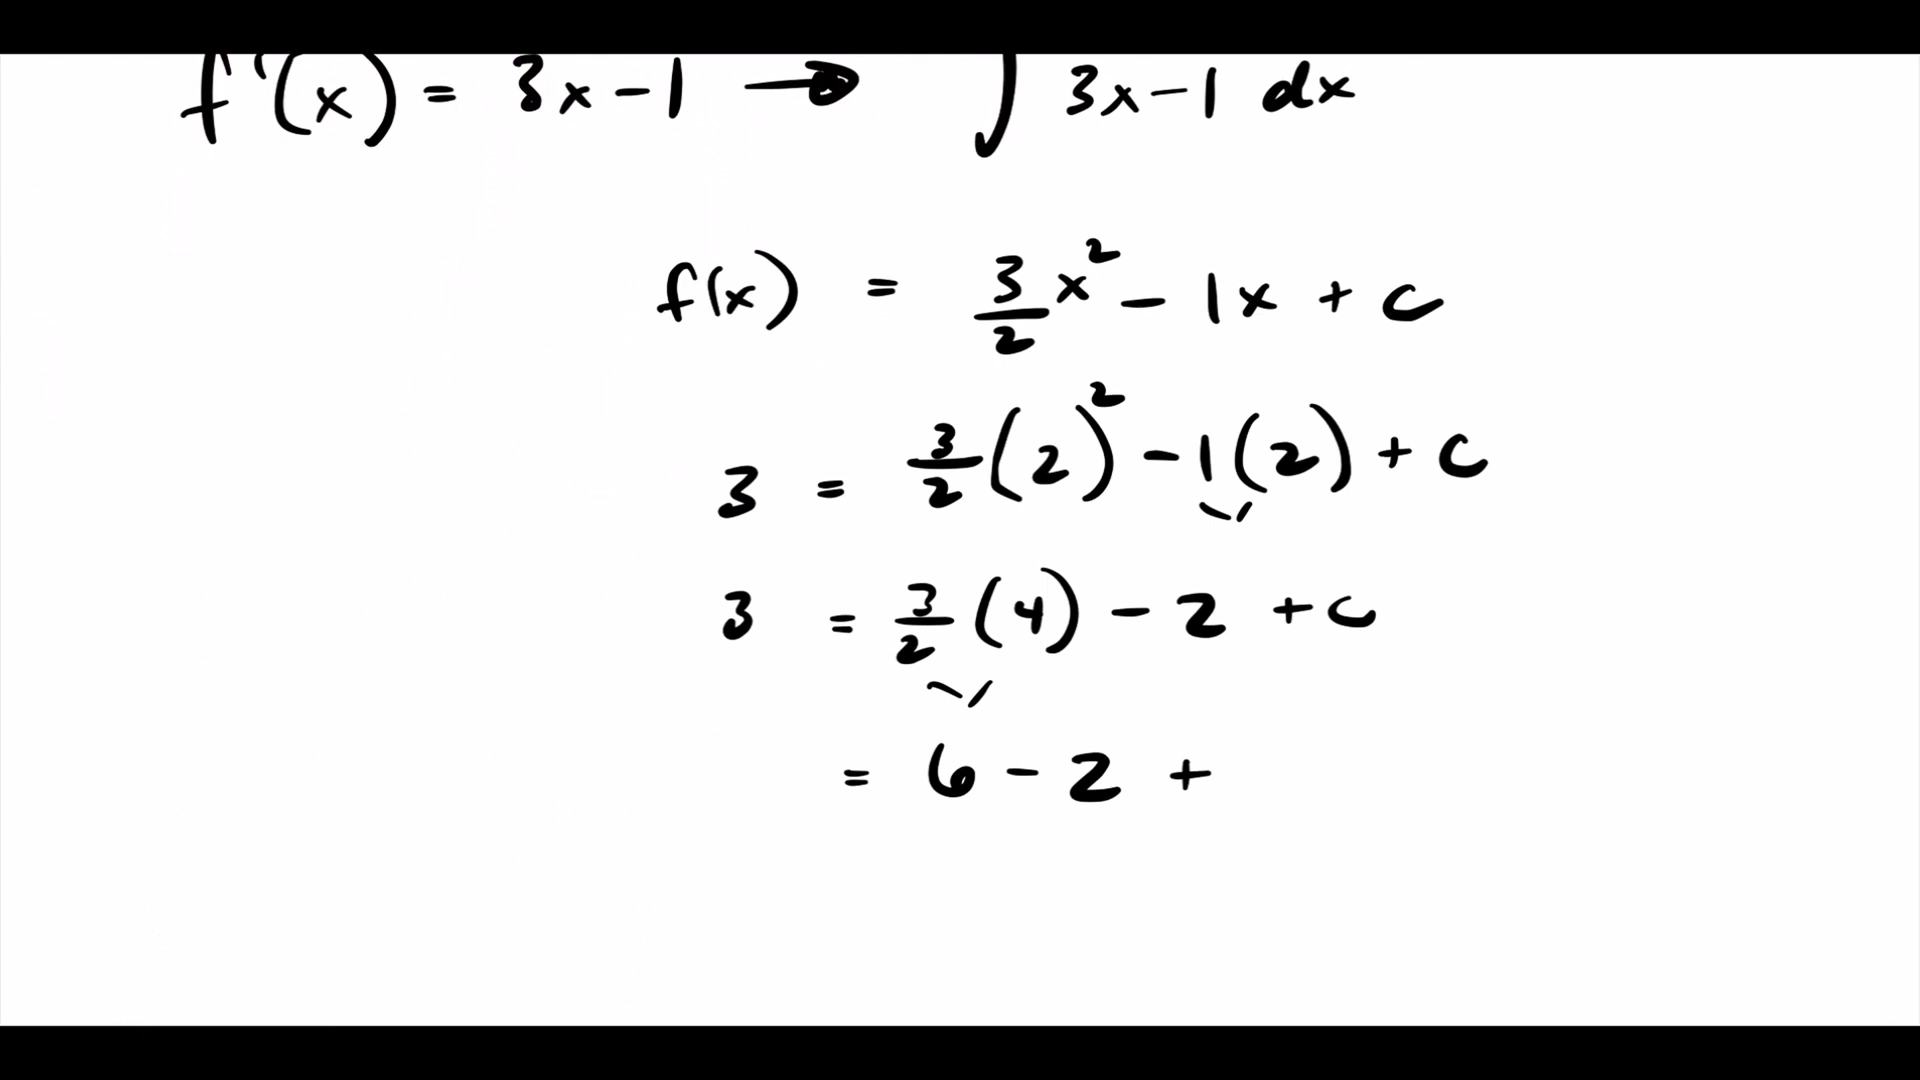 f'(x) = 3x - 1 → ∫ 3x - 1 dx
f(x) = 3/2 x² - 1x + c
3 = 3/2 (2)² - 1(2) + c
3 = 3/2 (4) - 2 + c
= 6 - 2 +